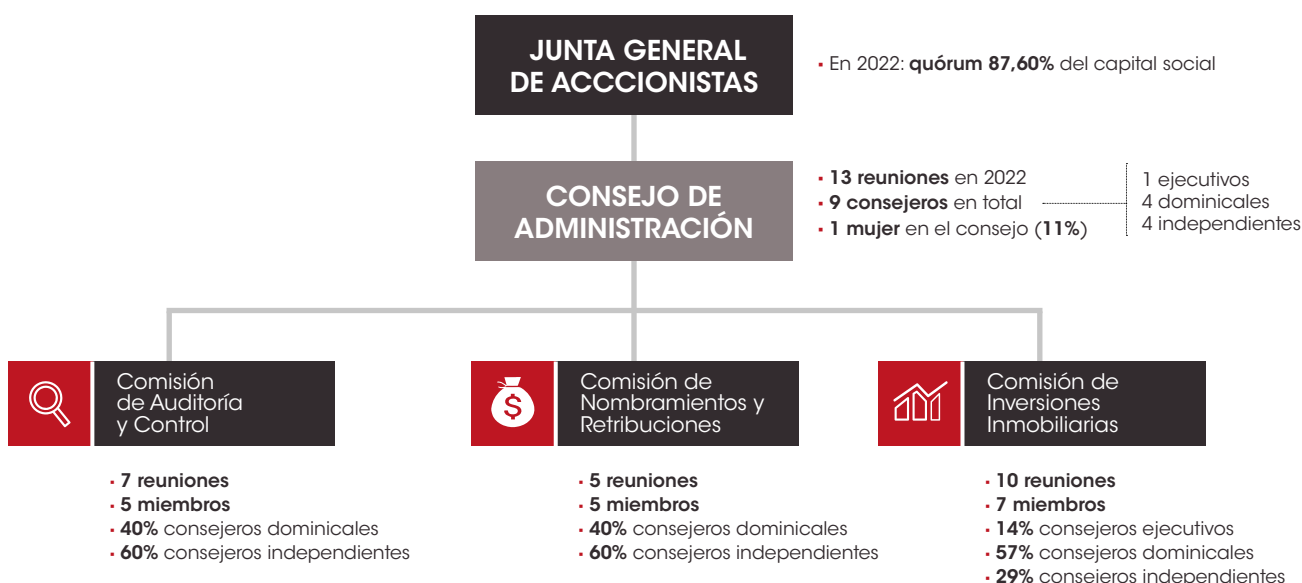 JUNTA GENERAL
DE ACCCIONISTAS
▪ En 2022: quórum 87,60% del capital social
CONSEJO DE
ADMINISTRACIÓN
▪ 13 reuniones en 2022
▪ 9 consejeros en total
▪ 1 mujer en el consejo (11%)
1 ejecutivos
4 dominicales
4 independientes
Comisión
de Auditoría
y Control
▪ 7 reuniones
▪ 5 miembros
▪ 40% consejeros dominicales
▪ 60% consejeros independientes
$
Comisión de
Nombramientos y
Retribuciones
▪ 5 reuniones
▪ 5 miembros
▪ 40% consejeros dominicales
▪ 60% consejeros independientes
Comisión de
Inversiones
Inmobiliarias
▪ 10 reuniones
▪ 7 miembros
▪ 14% consejeros ejecutivos
▪ 57% consejeros dominicales
▪ 29% consejeros independientes